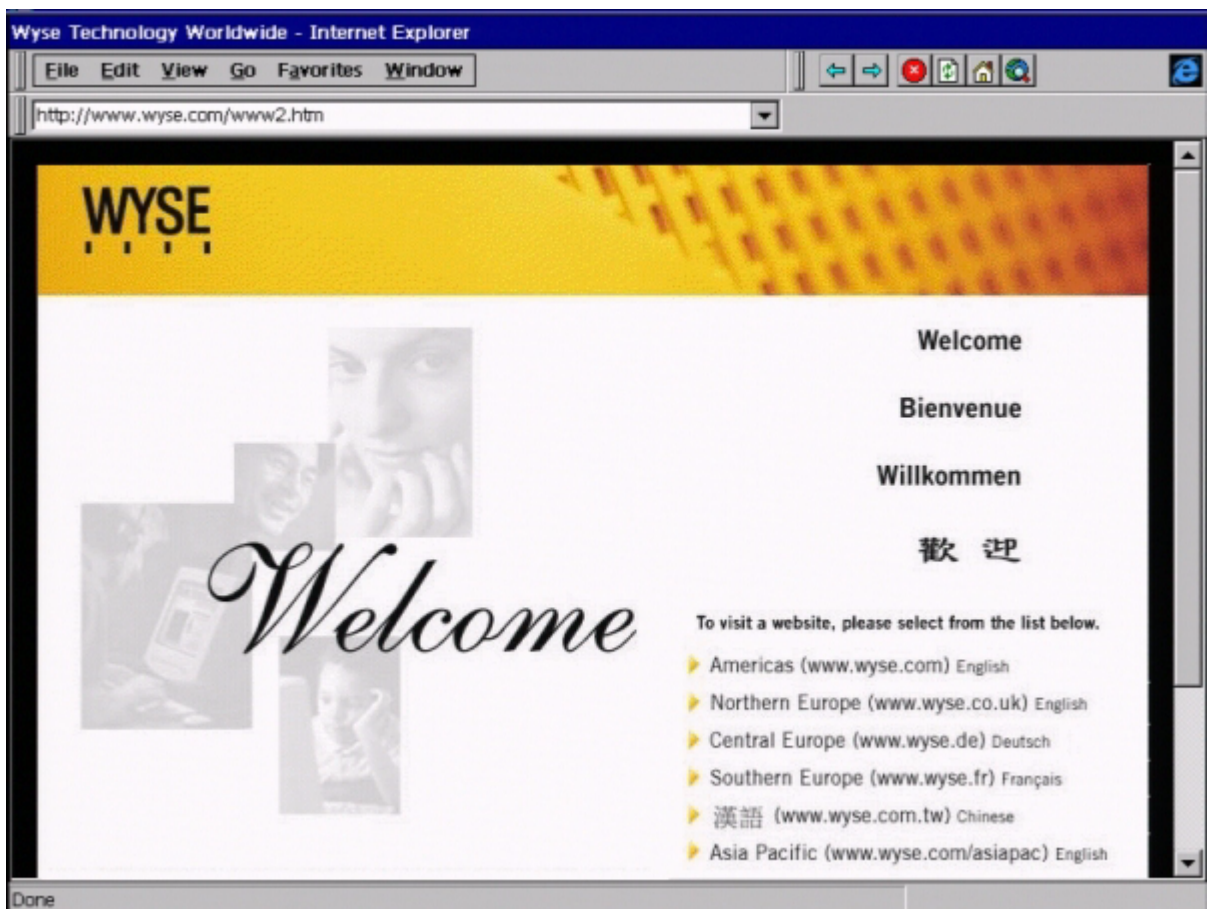 Wyse Technology Worldwide - Internet Explorer
File Edit View Go Favorites Window
http://www.wyse.com/www2.htm
WYSE
Welcome
Bienvenue
Willkommen
歡迎
Welcome
To visit a website, please select from the list below.
Americas (www.wyse.com) English
Northern Europe (www.wyse.co.uk) English
Central Europe (www.wyse.de) Deutsch
Southern Europe (www.wyse.fr) Français
漢語 (www.wyse.com.tw) Chinese
Asia Pacific (www.wyse.com/asiapac) English
Done